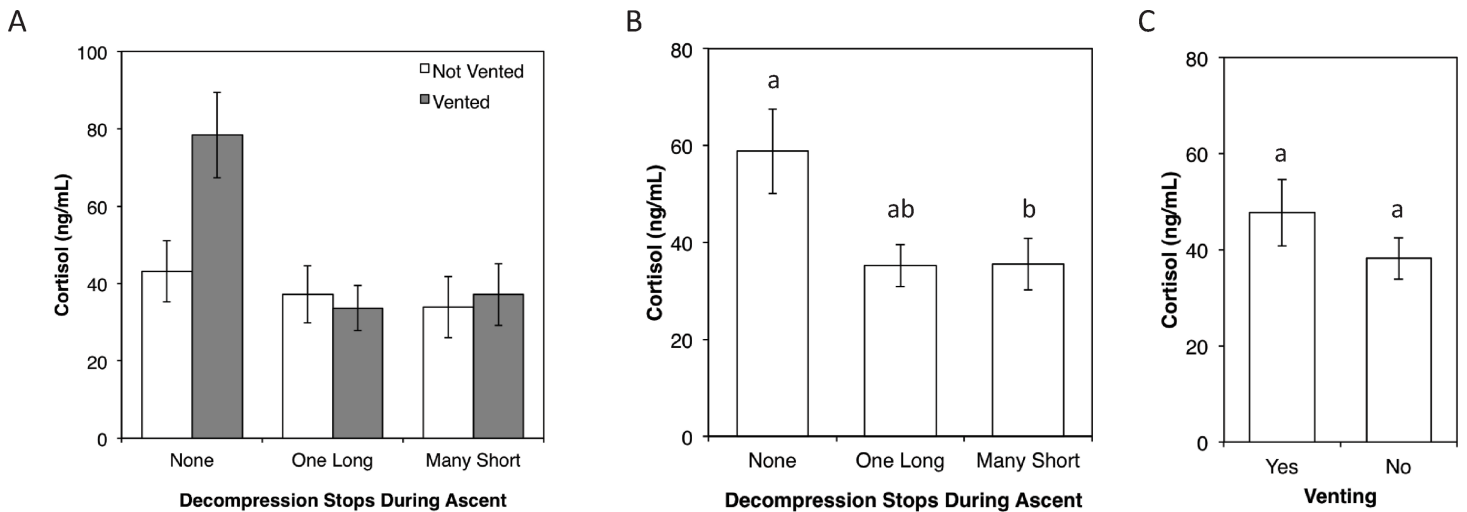 A
Cortisol (ng/mL)
100
80
60
40
20
0
Not Vented
Vented
None
One Long
Many Short
Decompression Stops During Ascent
B
Cortisol (ng/mL)
80
60
40
20
0
a
ab
b
None
One Long
Many Short
Decompression Stops During Ascent
C
Cortisol (ng/mL)
80
60
40
20
0
a
a
Yes
No
Venting